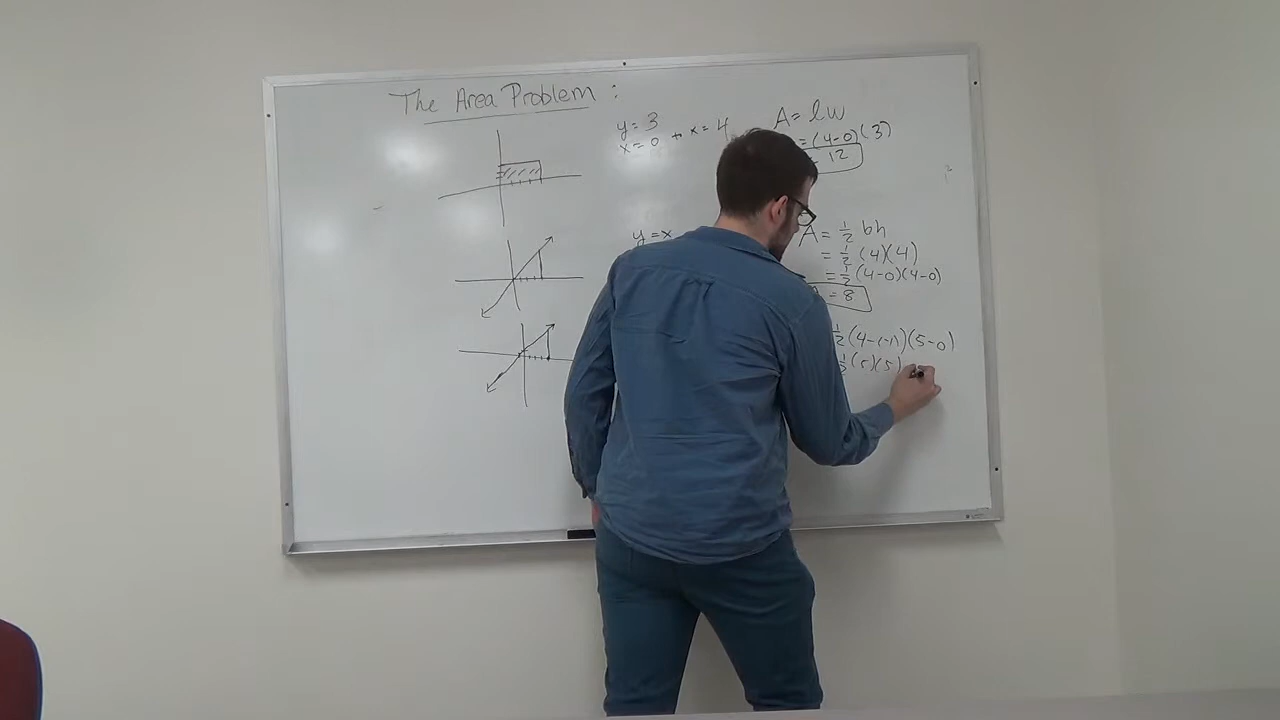 The Area Problem :
y = 3
x = 0 to x = 4
A = lw
= (4-0)(3)
= 12
y = x
A = 1/2 bh
= 1/2 (4)(4)
= 1/2 (4-0)(4-0)
= 8
1/2 (4-(-1))(5-0)
1/2 (5)(5)